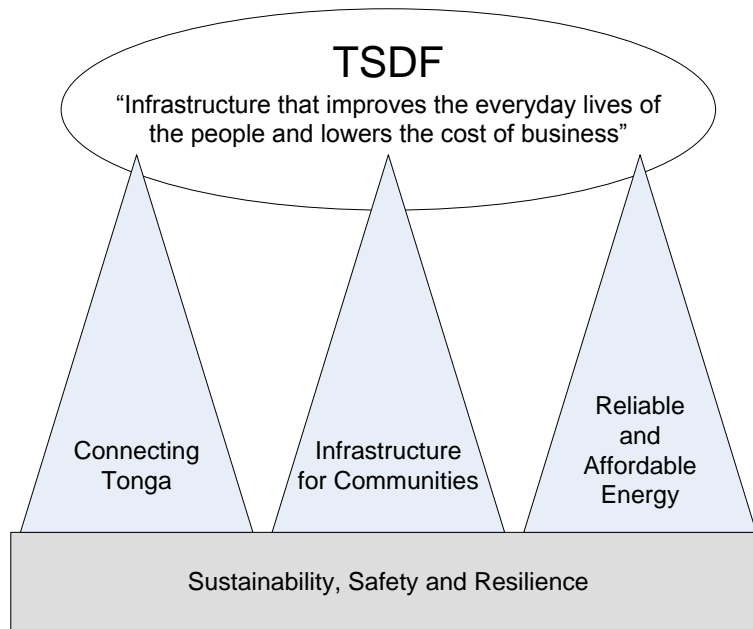 TSDF
“Infrastructure that improves the everyday lives of
the people and lowers the cost of business”
Connecting
Tonga
Infrastructure
for Communities
Reliable
and
Affordable
Energy
Sustainability, Safety and Resilience